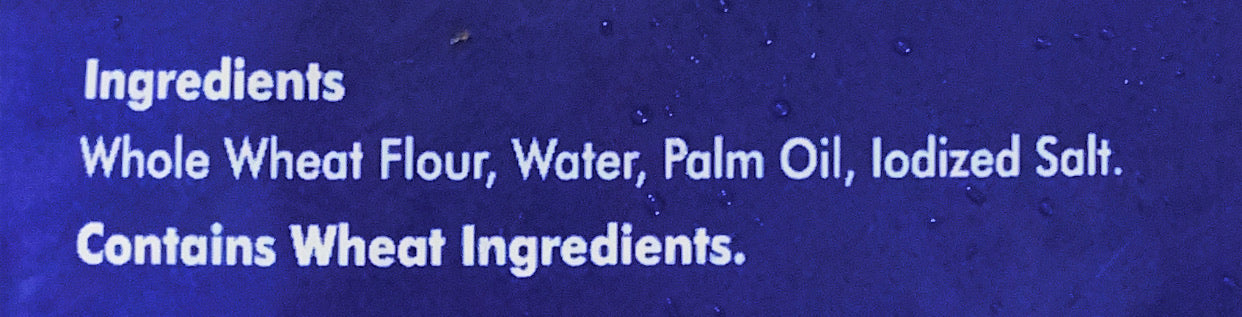 Ingredients
Whole Wheat Flour, Water, Palm Oil, Iodized Salt.
Contains Wheat Ingredients.